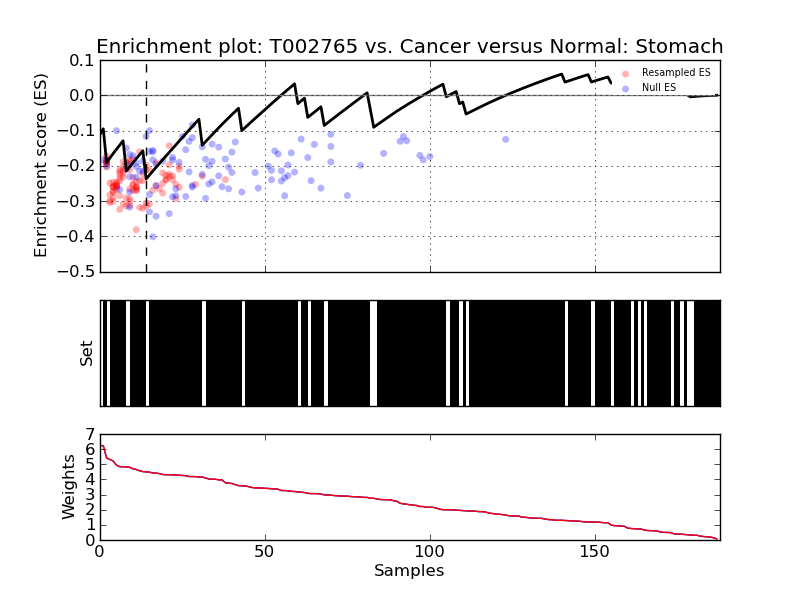 Enrichment plot: T002765 vs. Cancer versus Normal: Stomach
0.1
0.0
−0.1
−0.2
−0.3
−0.4
−0.5
Enrichment score (ES)
Resampled ES
Null ES
Set
7
6
5
4
3
2
1
0
Weights
0 50 100 150
Samples